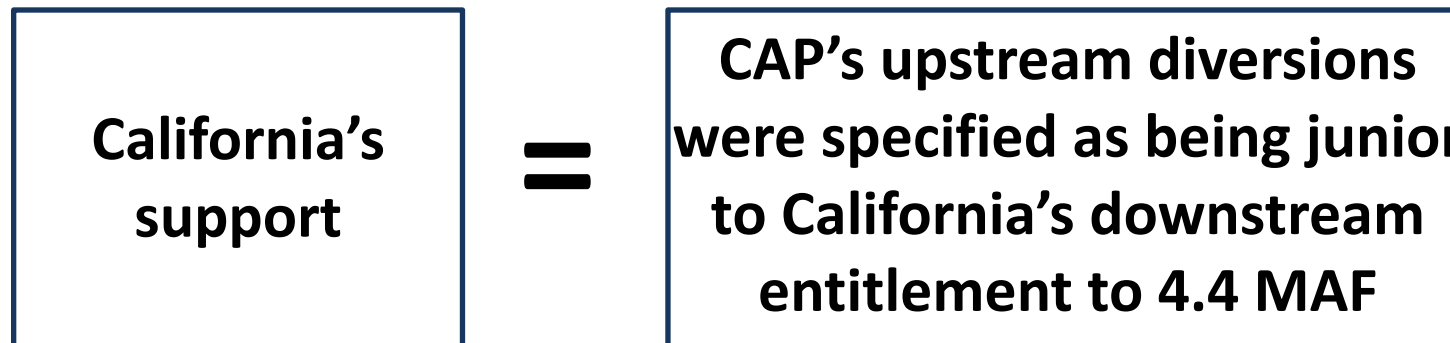 California’s
support
=
CAP’s upstream diversions
were specified as being junior
to California’s downstream
entitlement to 4.4 MAF